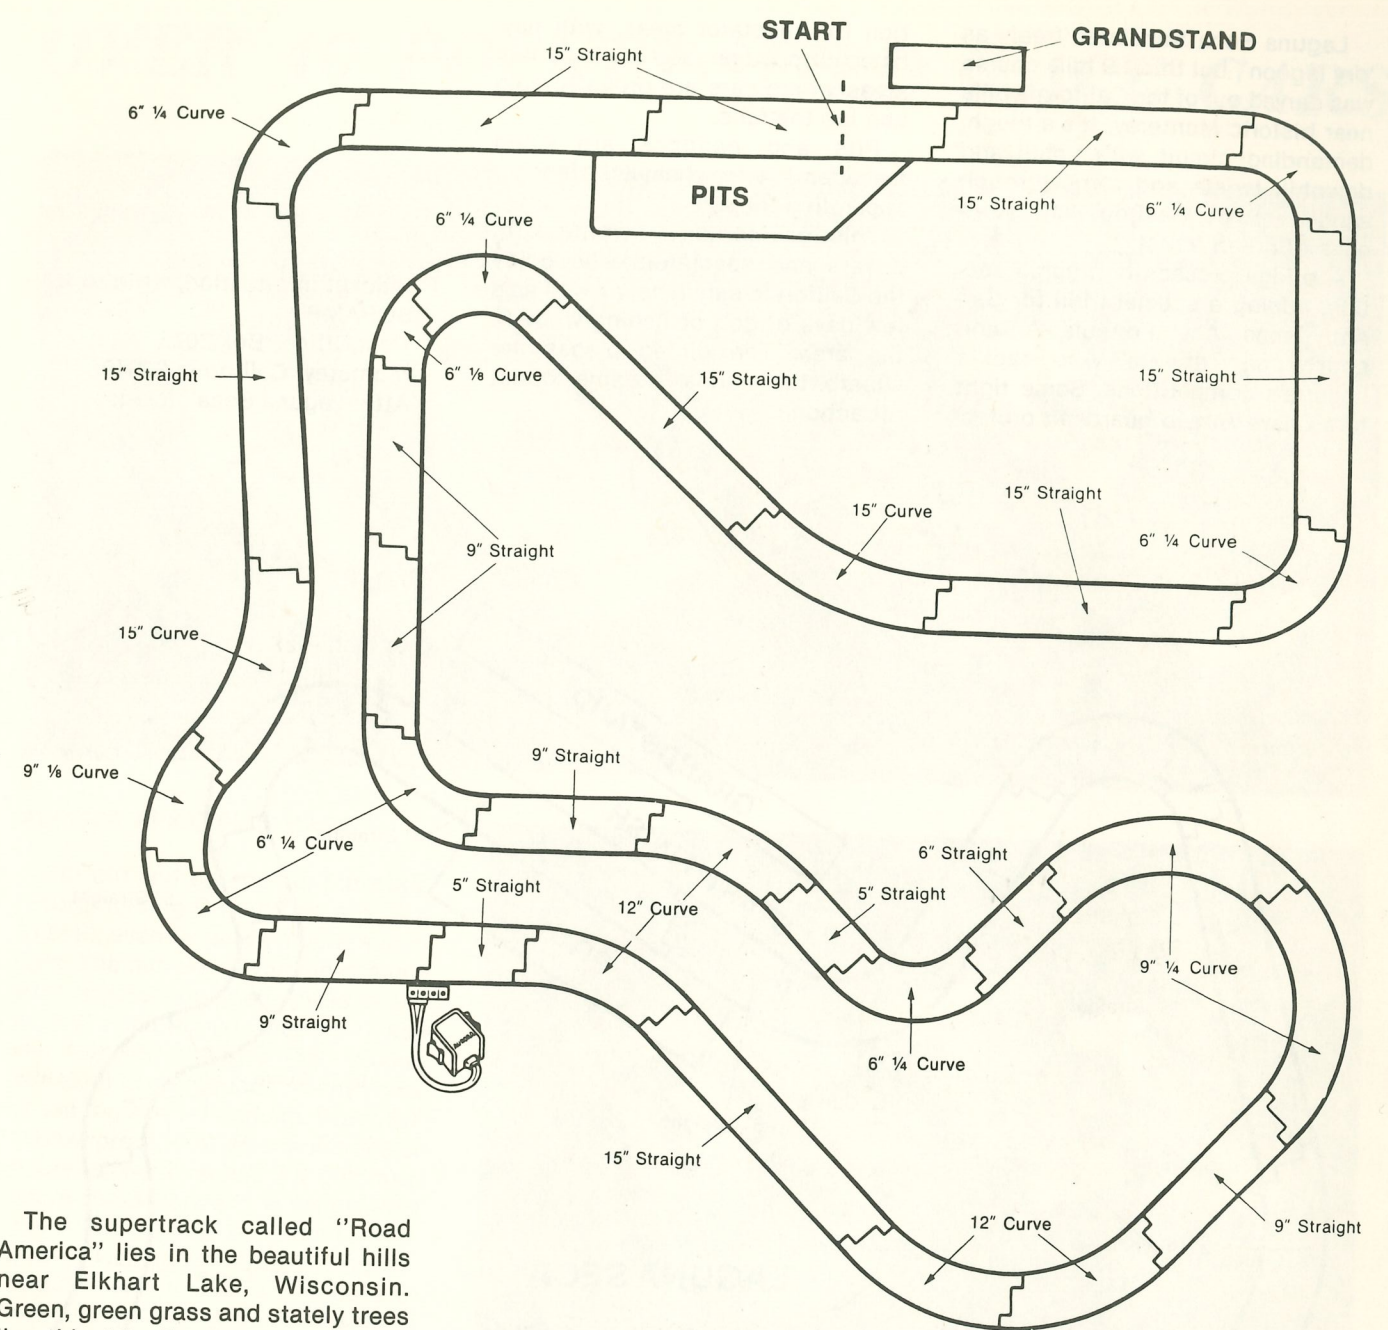 START
GRANDSTAND
15″ Straight
6″ ¼ Curve
PITS
15″ Straight
6″ ¼ Curve
6″ ¼ Curve
15″ Straight
6″ ⅛ Curve
15″ Straight
15″ Straight
15″ Straight
15″ Curve
9″ Straight
6″ ¼ Curve
15″ Curve
9″ Straight
9″ ⅛ Curve
6″ ¼ Curve
6″ Straight
5″ Straight
5″ Straight
12″ Curve
9″ ¼ Curve
9″ Straight
AURORA
6″ ¼ Curve
15″ Straight
12″ Curve
9″ Straight
The supertrack called “Road
America” lies in the beautiful hills
near Elkhart Lake, Wisconsin.
Green, green grass and stately trees